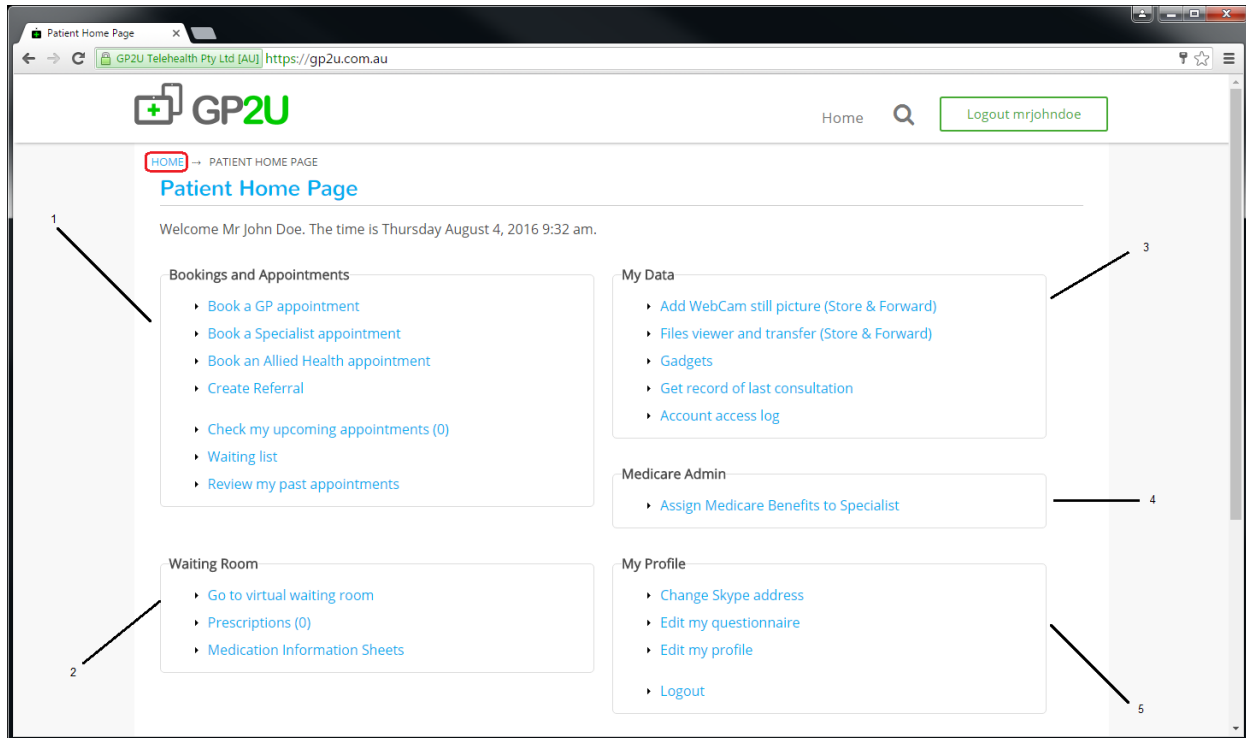 Patient Home Page
GP2U Telehealth Pty Ltd [AU] https://gp2u.com.au
GP2U
Home
Logout mrjohndoe
HOME → PATIENT HOME PAGE
Patient Home Page
Welcome Mr John Doe. The time is Thursday August 4, 2016 9:32 am.
1
Bookings and Appointments
Book a GP appointment
Book a Specialist appointment
Book an Allied Health appointment
Create Referral
Check my upcoming appointments (0)
Waiting list
Review my past appointments
Waiting Room
Go to virtual waiting room
Prescriptions (0)
Medication Information Sheets
2
My Data
Add WebCam still picture (Store & Forward)
Files viewer and transfer (Store & Forward)
Gadgets
Get record of last consultation
Account access log
3
Medicare Admin
Assign Medicare Benefits to Specialist
4
My Profile
Change Skype address
Edit my questionnaire
Edit my profile
Logout
5